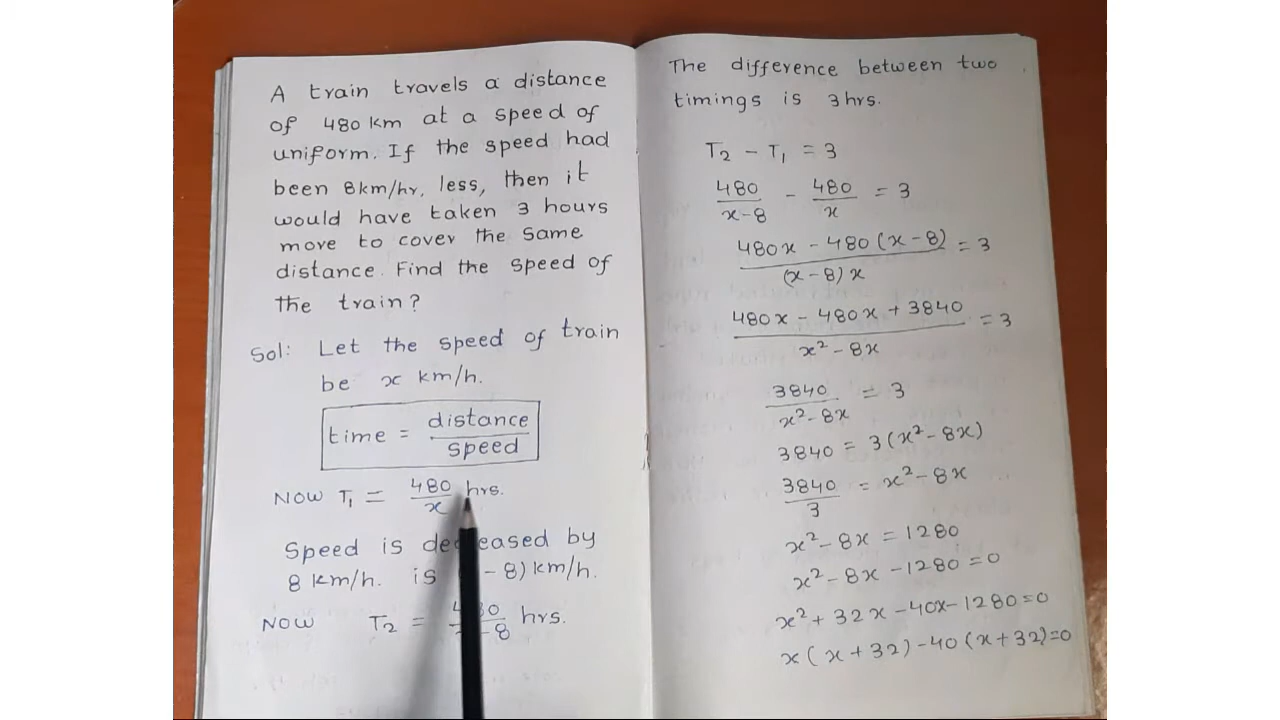 A train travels a distance
of 480 km at a speed of
uniform. If the speed had
been 8km/hr, less, then it
would have taken 3 hours
move to cover the same
distance. Find the speed of
the train?
Sol: Let the speed of train
be x km/h.
time = distance/speed
NOW T₁ = 480/x hrs.
Speed is by
8 km/h. is - 8) km/h.
NOW T₂ = hrs.
The difference between two
timings is 3 hrs.
T₂ - T₁ = 3
480/(x-8) - 480/x = 3
(480x - 480(x-8))/((x-8)x) = 3
(480x - 480x + 3840)/(x² - 8x) = 3
3840/(x² - 8x) = 3
3840 = 3(x² - 8x)
3840/3 = x² - 8x
x² - 8x = 1280
x² - 8x - 1280 = 0
x² + 32x - 40x - 1280 = 0
x(x + 32) - 40(x + 32) = 0